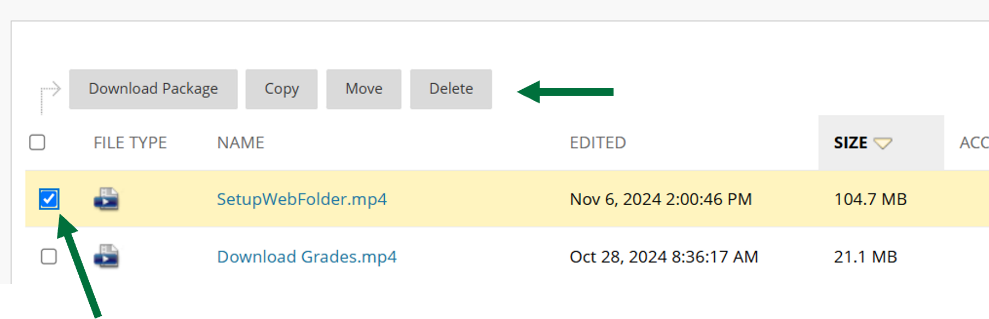 Download Package Copy Move Delete
FILE TYPE NAME EDITED SIZE ACC
SetupWebFolder.mp4 Nov 6, 2024 2:00:46 PM 104.7 MB
Download Grades.mp4 Oct 28, 2024 8:36:17 AM 21.1 MB